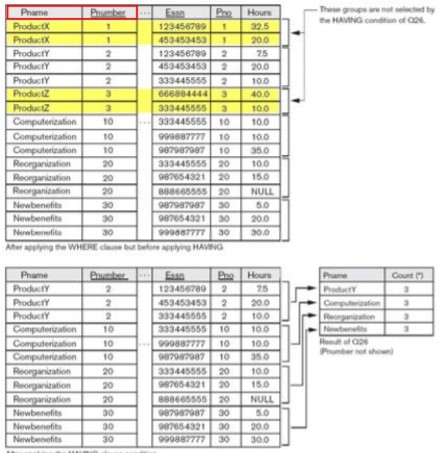 Pname Pnumber ... Essn Pno Hours
ProductX 1 123456789 1 32.5
ProductX 1 453453453 1 20.0
ProductY 2 123456789 2 7.5
ProductY 2 453453453 2 20.0
ProductY 2 333445555 2 10.0
ProductZ 3 666884444 3 40.0
ProductZ 3 333445555 3 10.0
Computerization 10 ... 333445555 10 10.0
Computerization 10 999887777 10 10.0
Computerization 10 987987987 10 35.0
Reorganization 20 333445555 20 10.0
Reorganization 20 987654321 20 15.0
Reorganization 20 888665555 20 NULL
Newbenefits 30 987987987 30 5.0
Newbenefits 30 987654321 30 20.0
Newbenefits 30 999887777 30 30.0
These groups are not selected by
the HAVING condition of Q26.
After applying the WHERE clause but before applying HAVING
Pname Pnumber ... Essn Pno Hours
ProductY 2 123456789 2 7.5
ProductY 2 453453453 2 20.0
ProductY 2 333445555 2 10.0
Computerization 10 333445555 10 10.0
Computerization 10 ... 999887777 10 10.0
Computerization 10 987987987 10 35.0
Reorganization 20 333445555 20 10.0
Reorganization 20 987654321 20 15.0
Reorganization 20 888665555 20 NULL
Newbenefits 30 987987987 30 5.0
Newbenefits 30 987654321 30 20.0
Newbenefits 30 999887777 30 30.0
Pname Count (*)
ProductY 3
Computerization 3
Reorganization 3
Newbenefits 3
Result of Q26
(Pnumber not shown)
After applying the HAVING clause condition